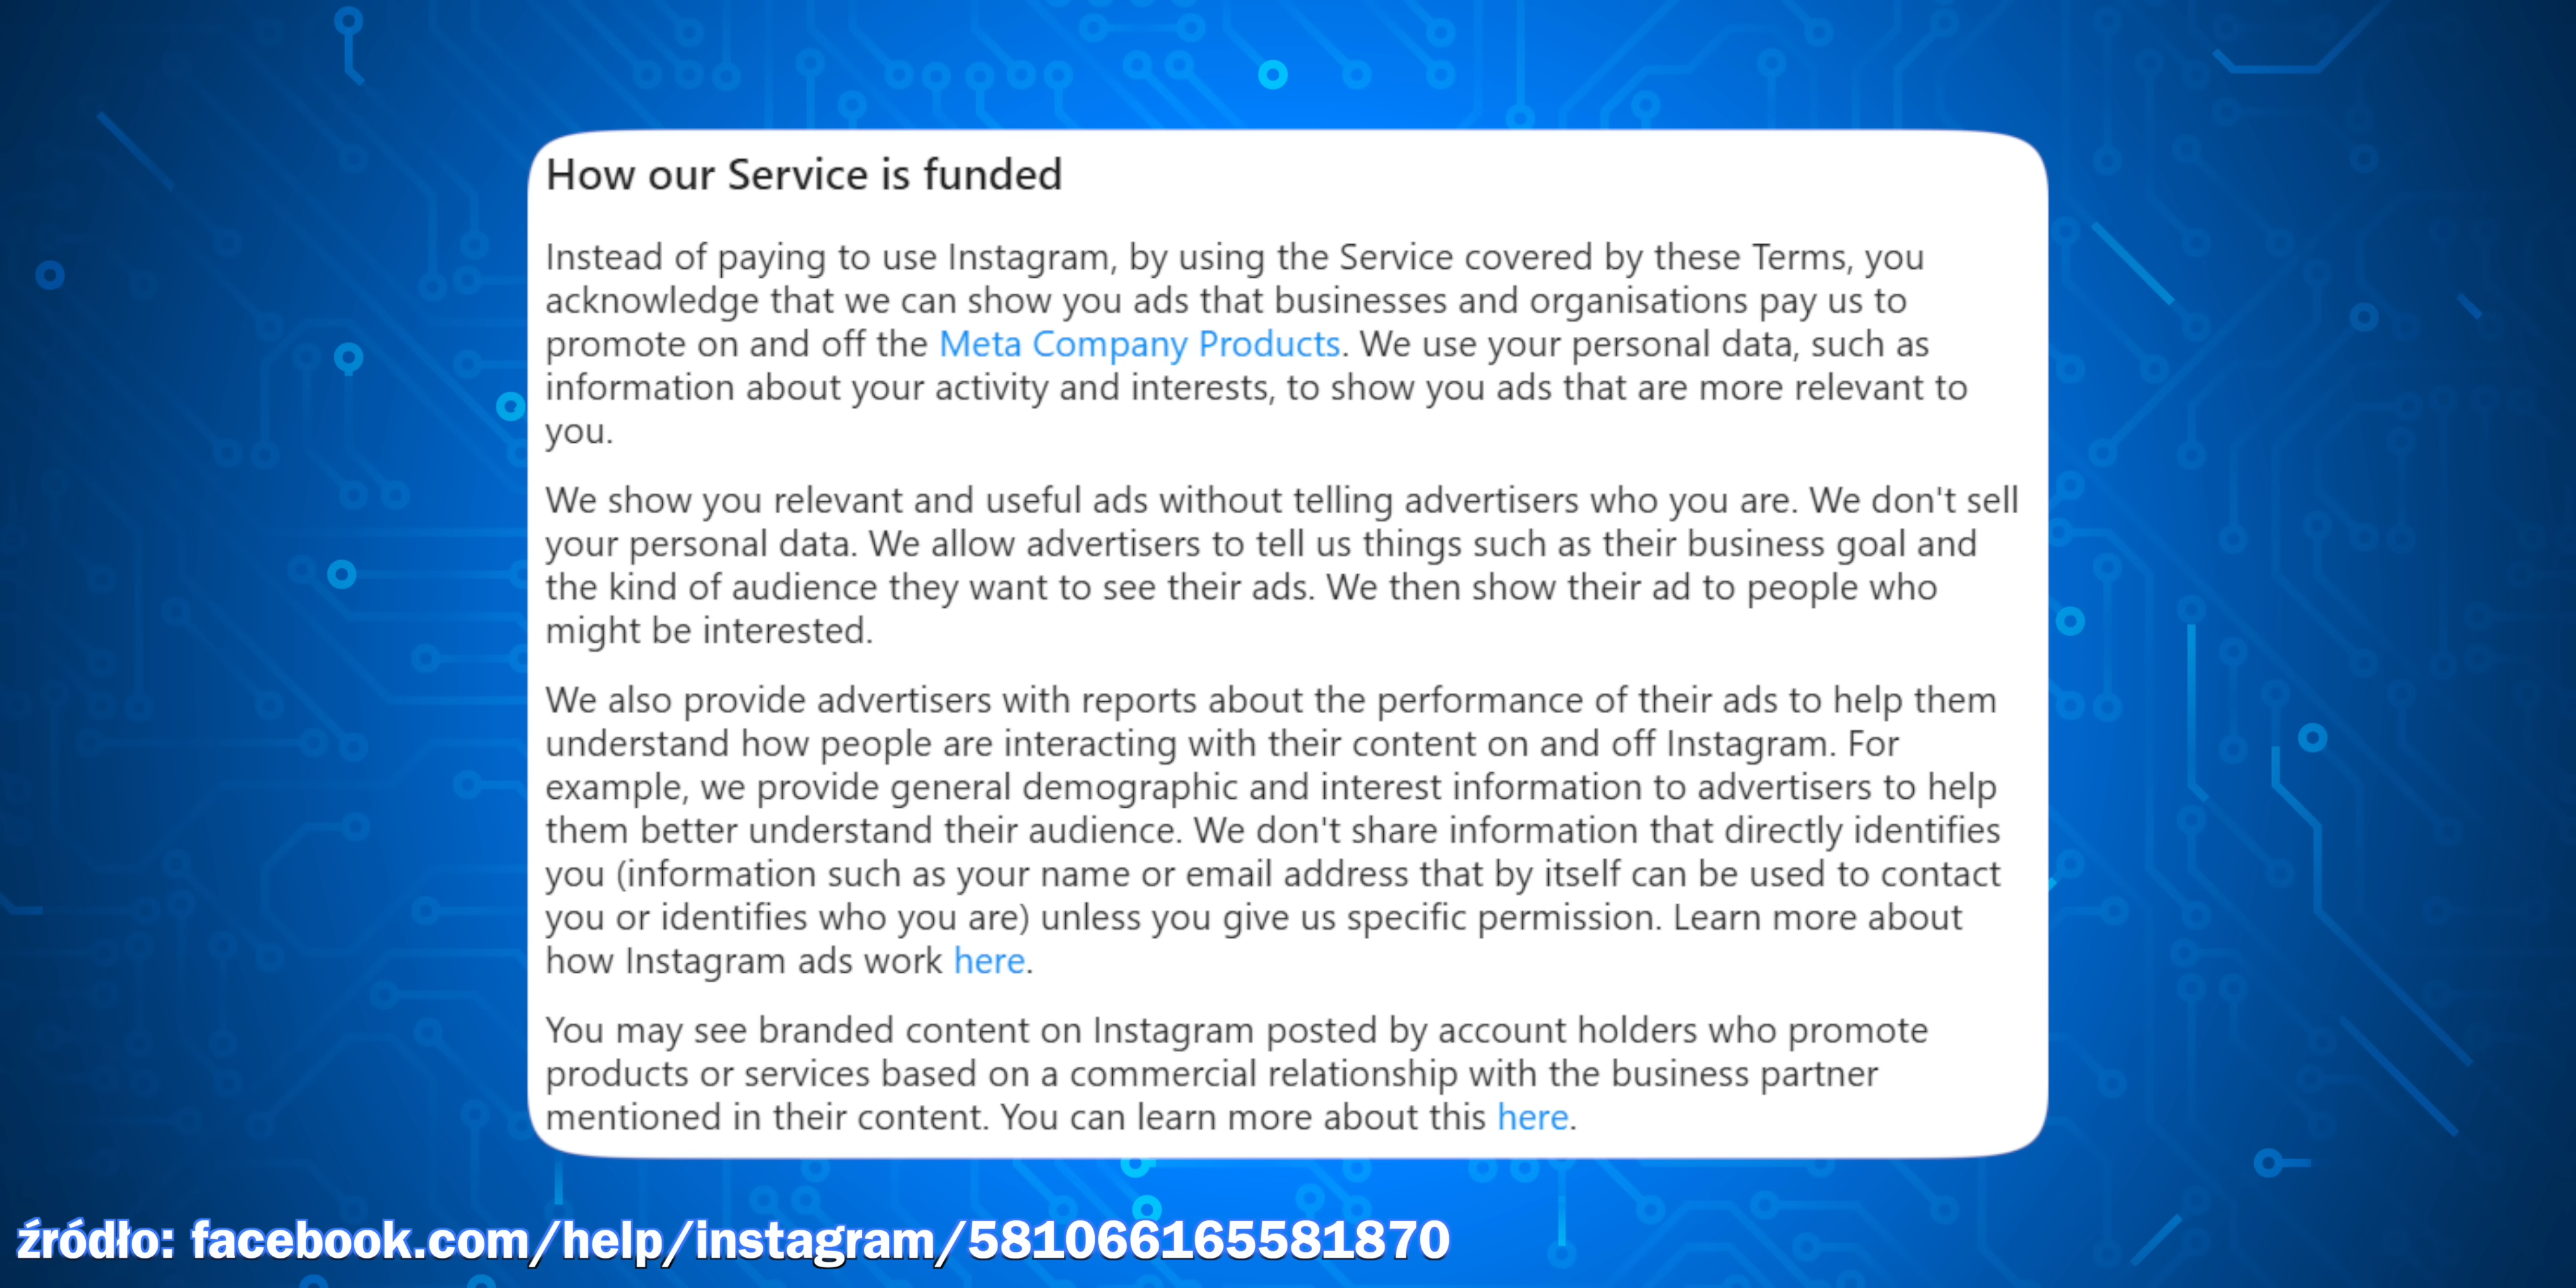 How our Service is funded
Instead of paying to use Instagram, by using the Service covered by these Terms, you
acknowledge that we can show you ads that businesses and organisations pay us to
promote on and off the Meta Company Products. We use your personal data, such as
information about your activity and interests, to show you ads that are more relevant to
you.
We show you relevant and useful ads without telling advertisers who you are. We don't sell
your personal data. We allow advertisers to tell us things such as their business goal and
the kind of audience they want to see their ads. We then show their ad to people who
might be interested.
We also provide advertisers with reports about the performance of their ads to help them
understand how people are interacting with their content on and off Instagram. For
example, we provide general demographic and interest information to advertisers to help
them better understand their audience. We don't share information that directly identifies
you (information such as your name or email address that by itself can be used to contact
you or identifies who you are) unless you give us specific permission. Learn more about
how Instagram ads work here.
You may see branded content on Instagram posted by account holders who promote
products or services based on a commercial relationship with the business partner
mentioned in their content. You can learn more about this here.
źródło: facebook.com/help/instagram/581066165581870